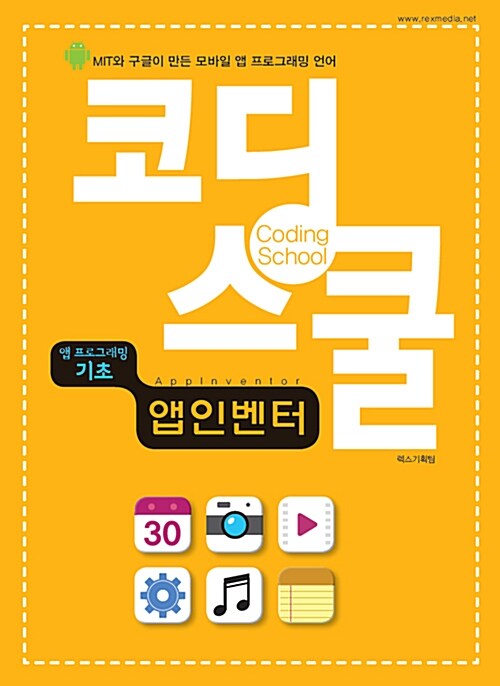 www.rexmedia.net
MIT와 구글이 만든 모바일 앱 프로그래밍 언어
코디
스쿨
Coding
School
앱 프로그래밍
기초
AppInventor
앱인벤터
렉스기획팀
30